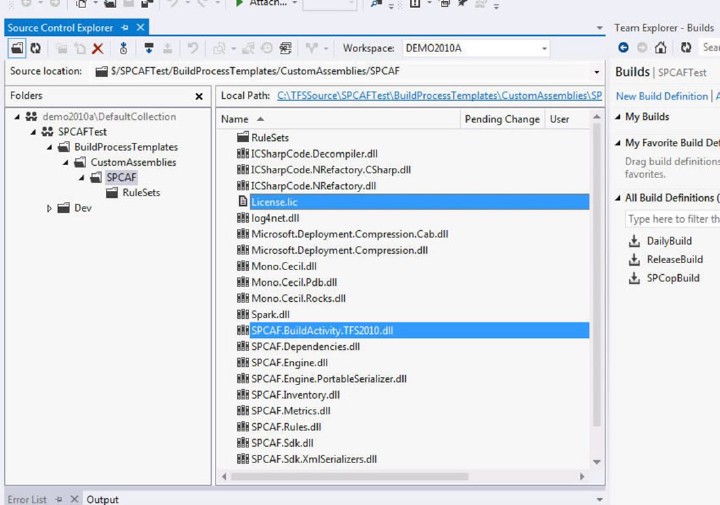 Attach...
Source Control Explorer
Workspace: DEMO2010A
Source location: $/SPCAFTest/BuildProcessTemplates/CustomAssemblies/SPCAF
Folders
Local Path: C:\TFSSource\SPCAFTest\BuildProcessTemplates\CustomAssemblies\SP
demo2010a\DefaultCollection
SPCAFTest
BuildProcessTemplates
CustomAssemblies
SPCAF
RuleSets
Dev
Name Pending Change User
RuleSets
ICSharpCode.Decompiler.dll
ICSharpCode.NRefactory.CSharp.dll
ICSharpCode.NRefactory.dll
License.lic
log4net.dll
Microsoft.Deployment.Compression.Cab.dll
Microsoft.Deployment.Compression.dll
Mono.Cecil.dll
Mono.Cecil.Pdb.dll
Mono.Cecil.Rocks.dll
Spark.dll
SPCAF.BuildActivity.TFS2010.dll
SPCAF.Dependencies.dll
SPCAF.Engine.dll
SPCAF.Engine.PortableSerializer.dll
SPCAF.Inventory.dll
SPCAF.Metrics.dll
SPCAF.Rules.dll
SPCAF.Sdk.dll
SPCAF.Sdk.XmlSerializers.dll
Error List Output
Team Explorer - Builds
Sear
Builds | SPCAFTest
New Build Definition | A
My Builds
My Favorite Build Def
Drag build definitions
favorites.
All Build Definitions (
Type here to filter th
DailyBuild
ReleaseBuild
SPCopBuild